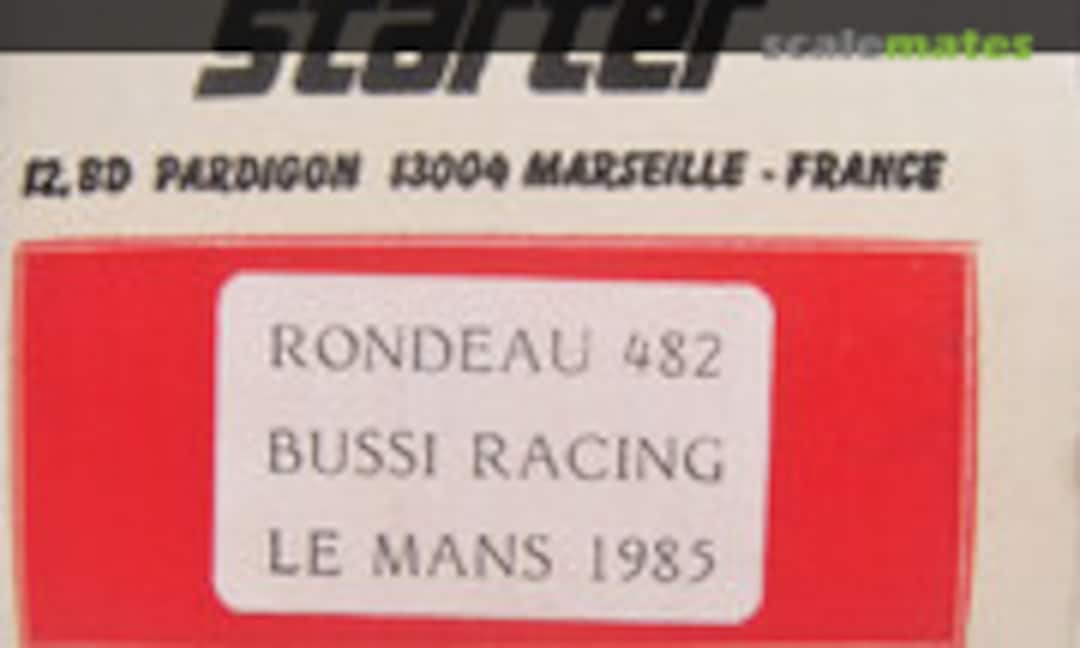 starter
scalemates
12. BD PARDIGON 13004 MARSEILLE - FRANCE
RONDEAU 482
BUSSI RACING
LE MANS 1985